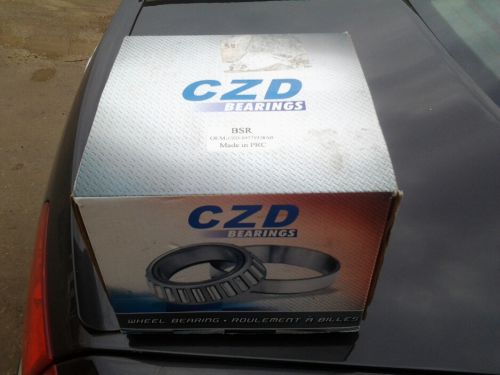 CZD
BEARINGS
BSR
Made in PRC
CZD
BEARINGS
WHEEL BEARING • ROULEMENT A BILLES